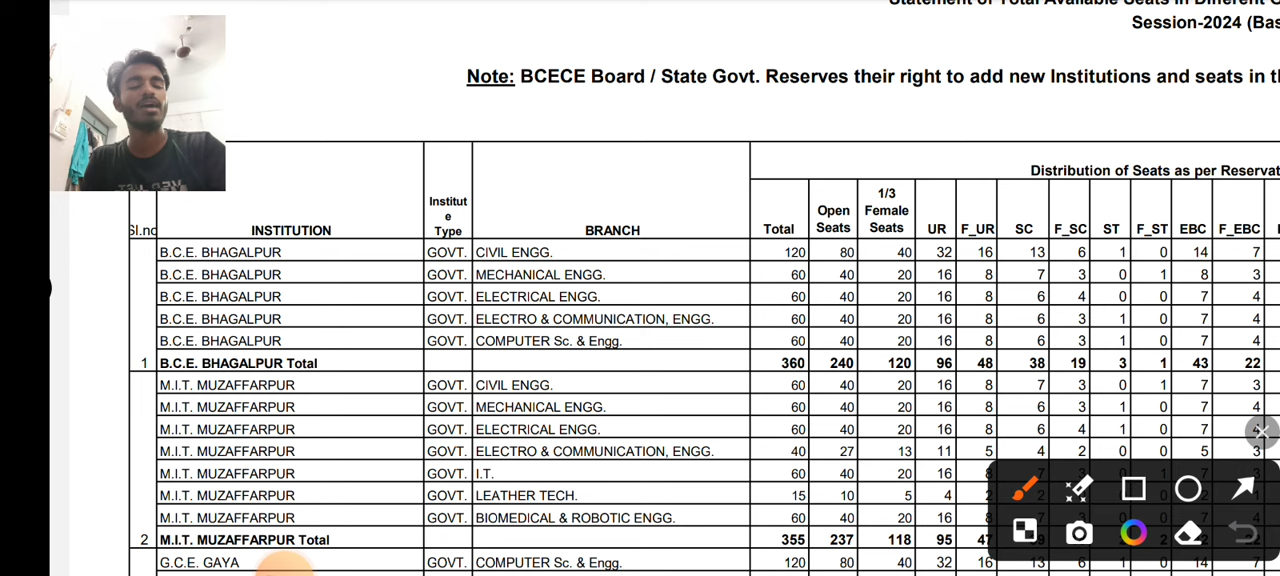 Statement of Total Available Seats in Different
Session-2024 (Bas
Note: BCECE Board / State Govt. Reserves their right to add new Institutions and seats in th
Distribution of Seats as per Reservat
Sl.no INSTITUTION Institut e Type BRANCH Total Open Seats 1/3 Female Seats UR F_UR SC F_SC ST F_ST EBC F_EBC
B.C.E. BHAGALPUR GOVT. CIVIL ENGG. 120 80 40 32 16 13 6 1 0 14 7
B.C.E. BHAGALPUR GOVT. MECHANICAL ENGG. 60 40 20 16 8 7 3 0 1 8 3
B.C.E. BHAGALPUR GOVT. ELECTRICAL ENGG. 60 40 20 16 8 6 4 0 0 7 4
B.C.E. BHAGALPUR GOVT. ELECTRO & COMMUNICATION, ENGG. 60 40 20 16 8 6 3 1 0 7 4
B.C.E. BHAGALPUR GOVT. COMPUTER Sc. & Engg. 60 40 20 16 8 6 3 1 0 7 4
1 B.C.E. BHAGALPUR Total 360 240 120 96 48 38 19 3 1 43 22
M.I.T. MUZAFFARPUR GOVT. CIVIL ENGG. 60 40 20 16 8 7 3 0 1 7 3
M.I.T. MUZAFFARPUR GOVT. MECHANICAL ENGG. 60 40 20 16 8 6 3 1 0 7 4
M.I.T. MUZAFFARPUR GOVT. ELECTRICAL ENGG. 60 40 20 16 8 6 4 1 0 7 4
M.I.T. MUZAFFARPUR GOVT. ELECTRO & COMMUNICATION, ENGG. 40 27 13 11 5 4 2 0 0 5 3
M.I.T. MUZAFFARPUR GOVT. I.T. 60 40 20 16 8
M.I.T. MUZAFFARPUR GOVT. LEATHER TECH. 15 10 5 4
M.I.T. MUZAFFARPUR GOVT. BIOMEDICAL & ROBOTIC ENGG. 60 40 20 16 8
2 M.I.T. MUZAFFARPUR Total 355 237 118 95 47
G.C.E. GAYA GOVT. COMPUTER Sc. & Engg. 120 80 40 32 16 13 6 1 0 14 7